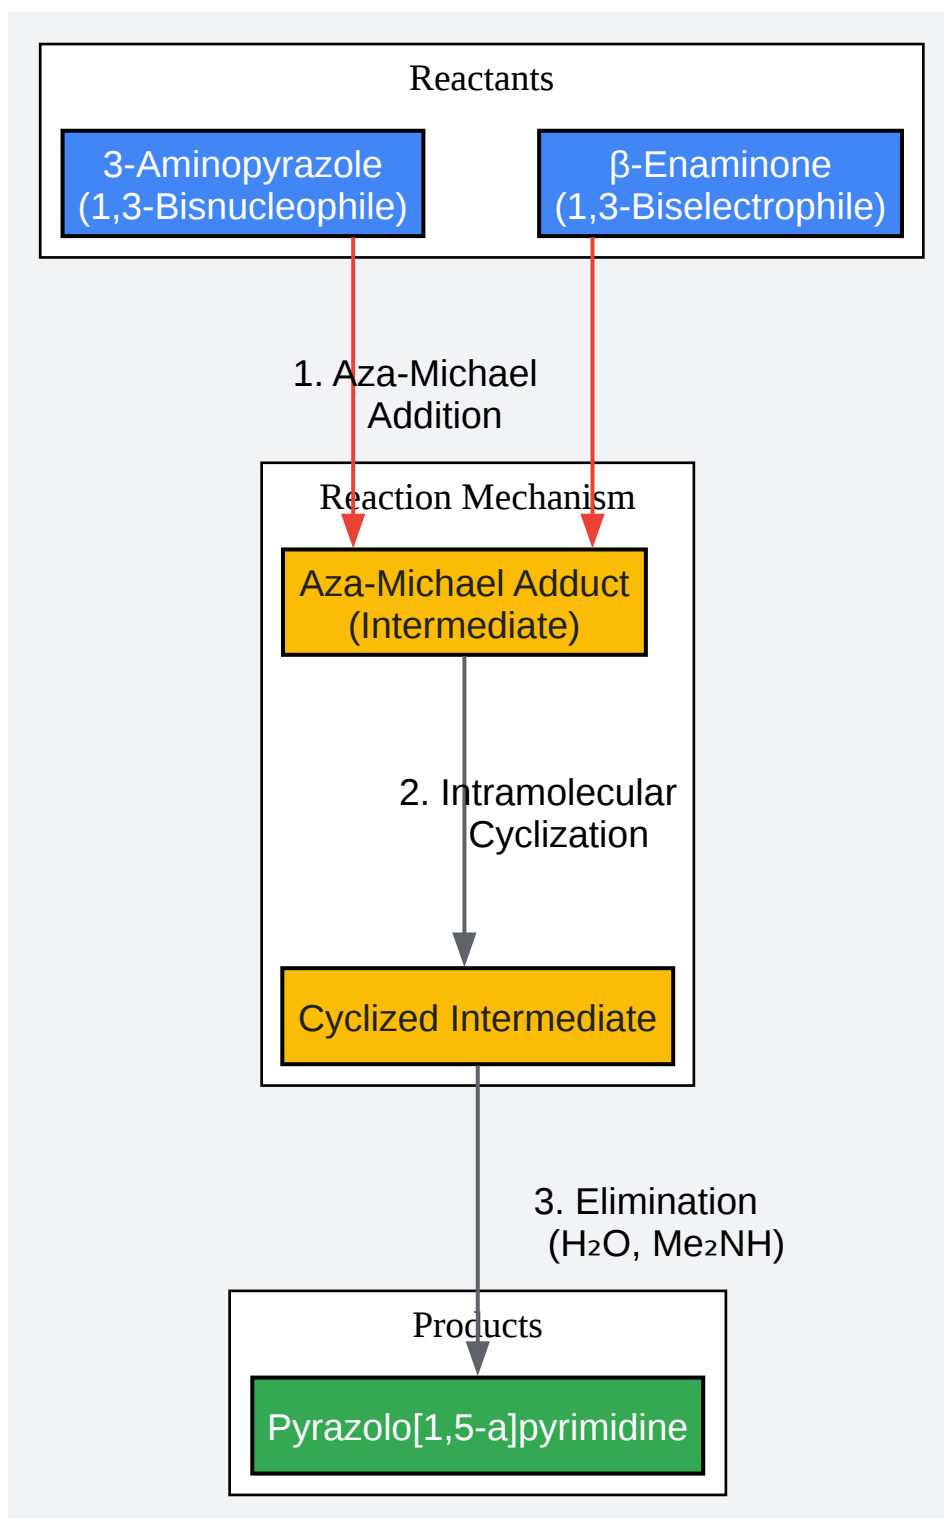 Reactants
3-Aminopyrazole
(1,3-Bisnucleophile)
β-Enaminone
(1,3-Biselectrophile)
1. Aza-Michael
Addition
Reaction Mechanism
Aza-Michael Adduct
(Intermediate)
2. Intramolecular
Cyclization
Cyclized Intermediate
3. Elimination
(H₂O, Me₂NH)
Products
Pyrazolo[1,5-a]pyrimidine